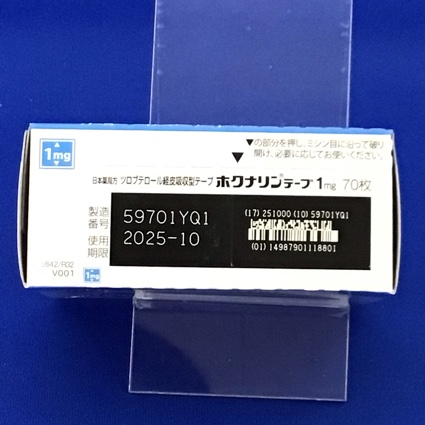 1mg
▼の部分を押し、ミシン目に沿って破り
開け、必要に応じてお使いください。
日本薬局方 ツロブテロール経皮吸収型テープ ホクナリン®テープ1mg 70枚
製造番号 59701YQ1
使用期限 2025-10
(17) 251000 (10) 59701YQ1
(01) 14987901118801
V001
1mg